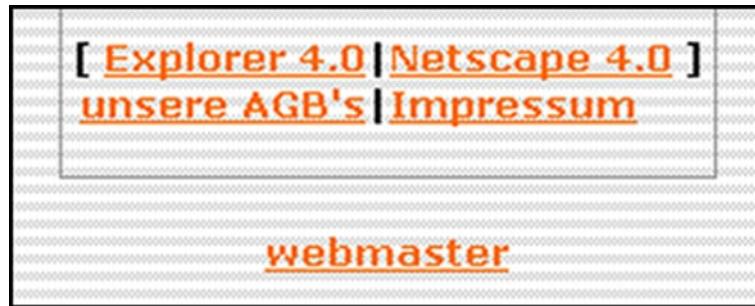 [ Explorer 4.0|Netscape 4.0 ]
unsere AGB's|Impressum
webmaster